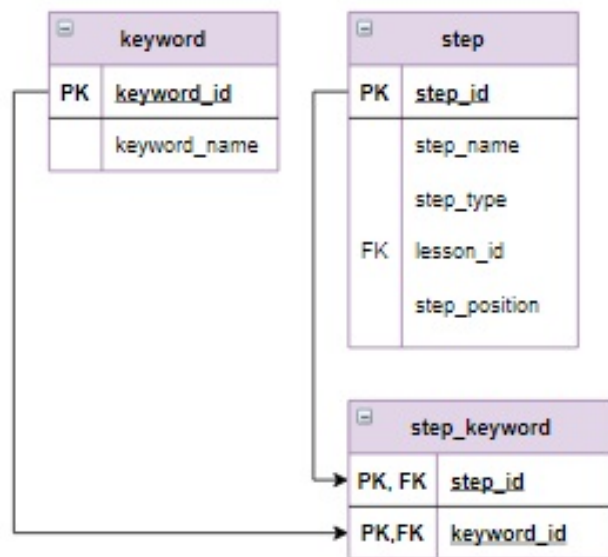 keyword
PK keyword_id
keyword_name
step
PK step_id
step_name
step_type
FK lesson_id
step_position
step_keyword
PK, FK step_id
PK,FK keyword_id